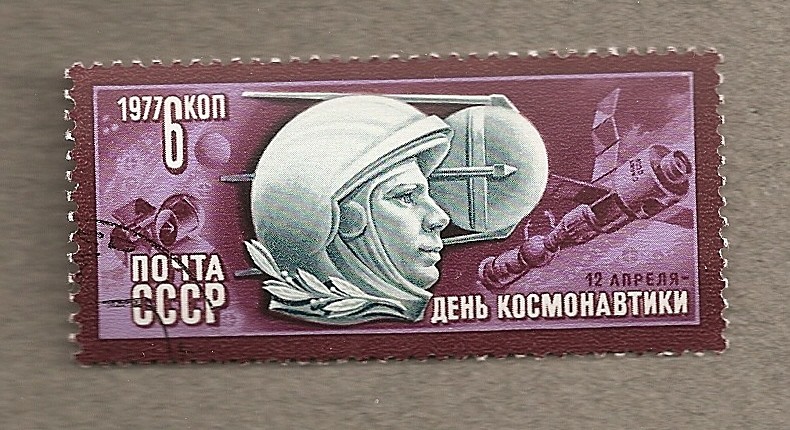 1977 6 КОП
ПОЧТА
СССР
12 АПРЕЛЯ-
ДЕНЬ КОСМОНАВТИКИ